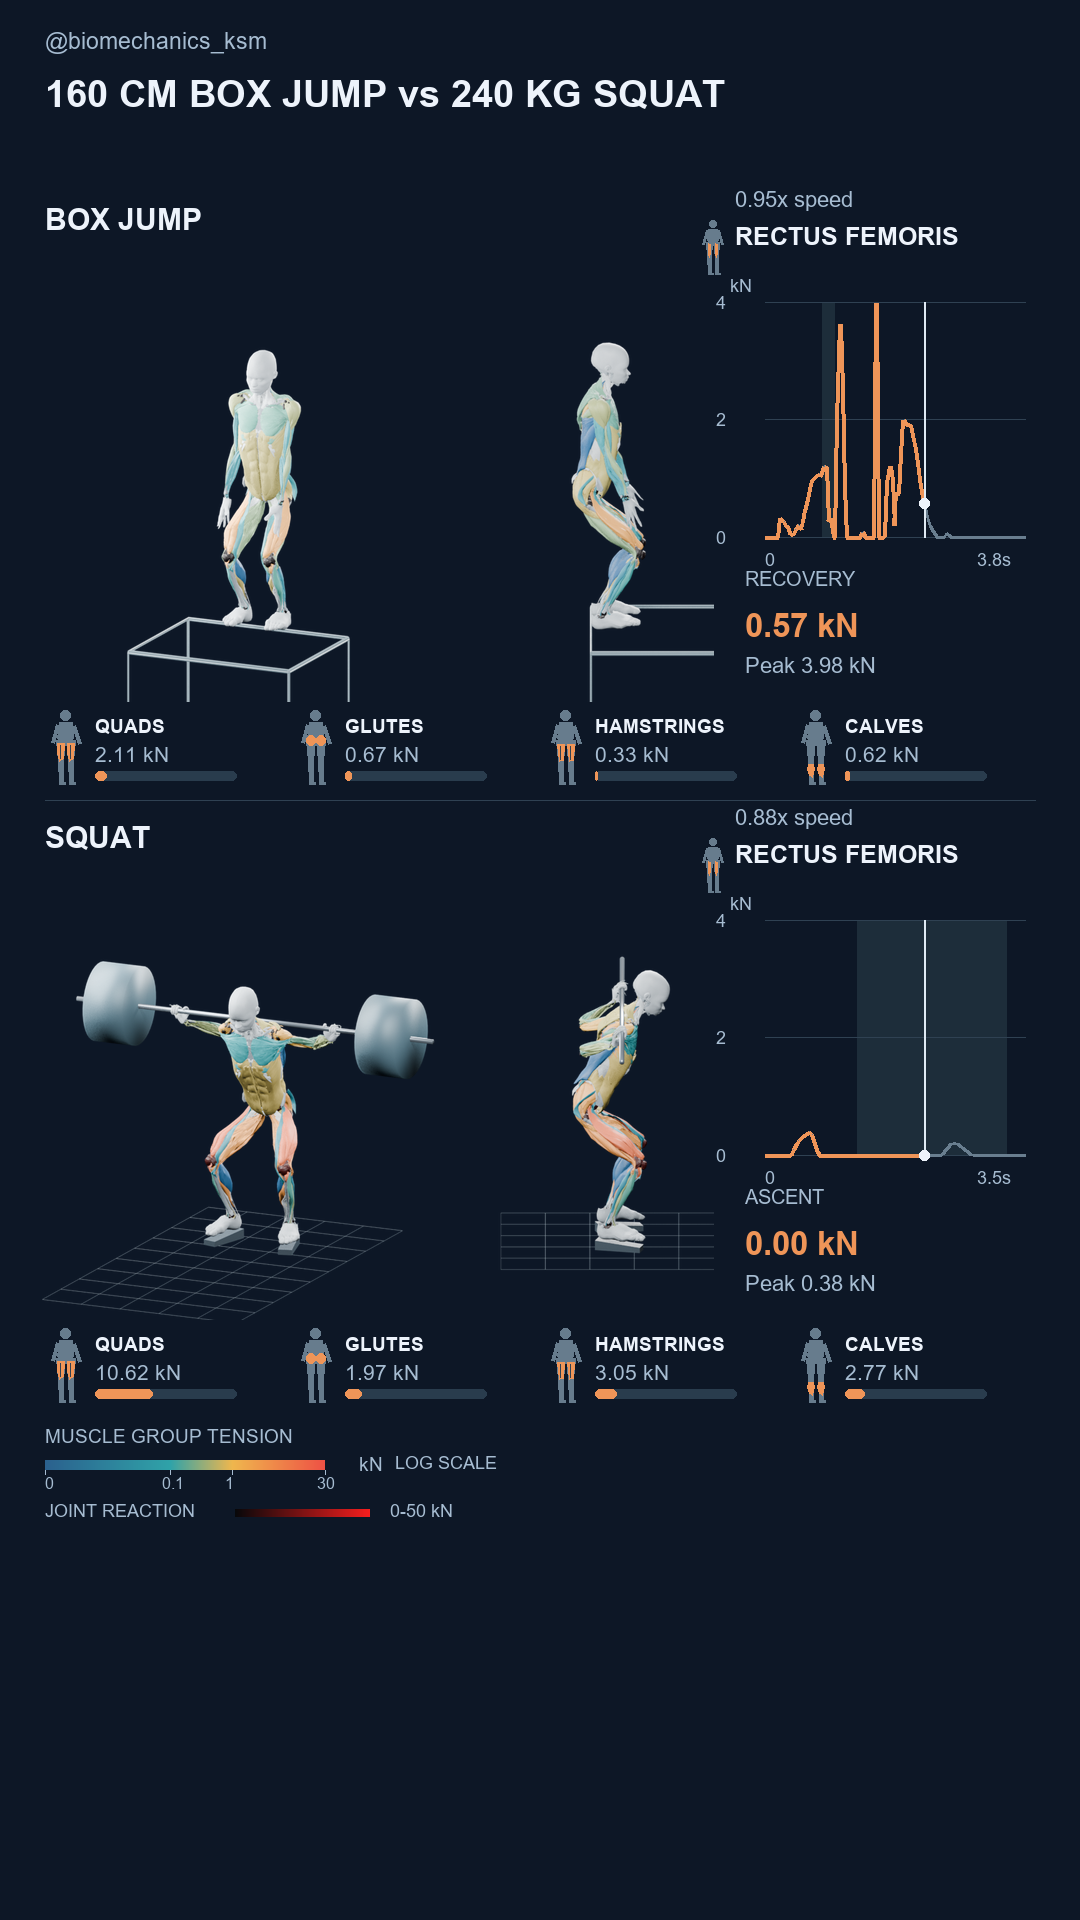 @biomechanics_ksm
160 CM BOX JUMP vs 240 KG SQUAT
BOX JUMP
0.95x speed
RECTUS FEMORIS
kN
4
2
0
0 3.8s
RECOVERY
0.57 kN
Peak 3.98 kN
QUADS
2.11 kN
GLUTES
0.67 kN
HAMSTRINGS
0.33 kN
CALVES
0.62 kN
SQUAT
0.88x speed
RECTUS FEMORIS
kN
4
2
0
0 3.5s
ASCENT
0.00 kN
Peak 0.38 kN
QUADS
10.62 kN
GLUTES
1.97 kN
HAMSTRINGS
3.05 kN
CALVES
2.77 kN
MUSCLE GROUP TENSION
kN LOG SCALE
0 0.1 1 30
JOINT REACTION 0-50 kN